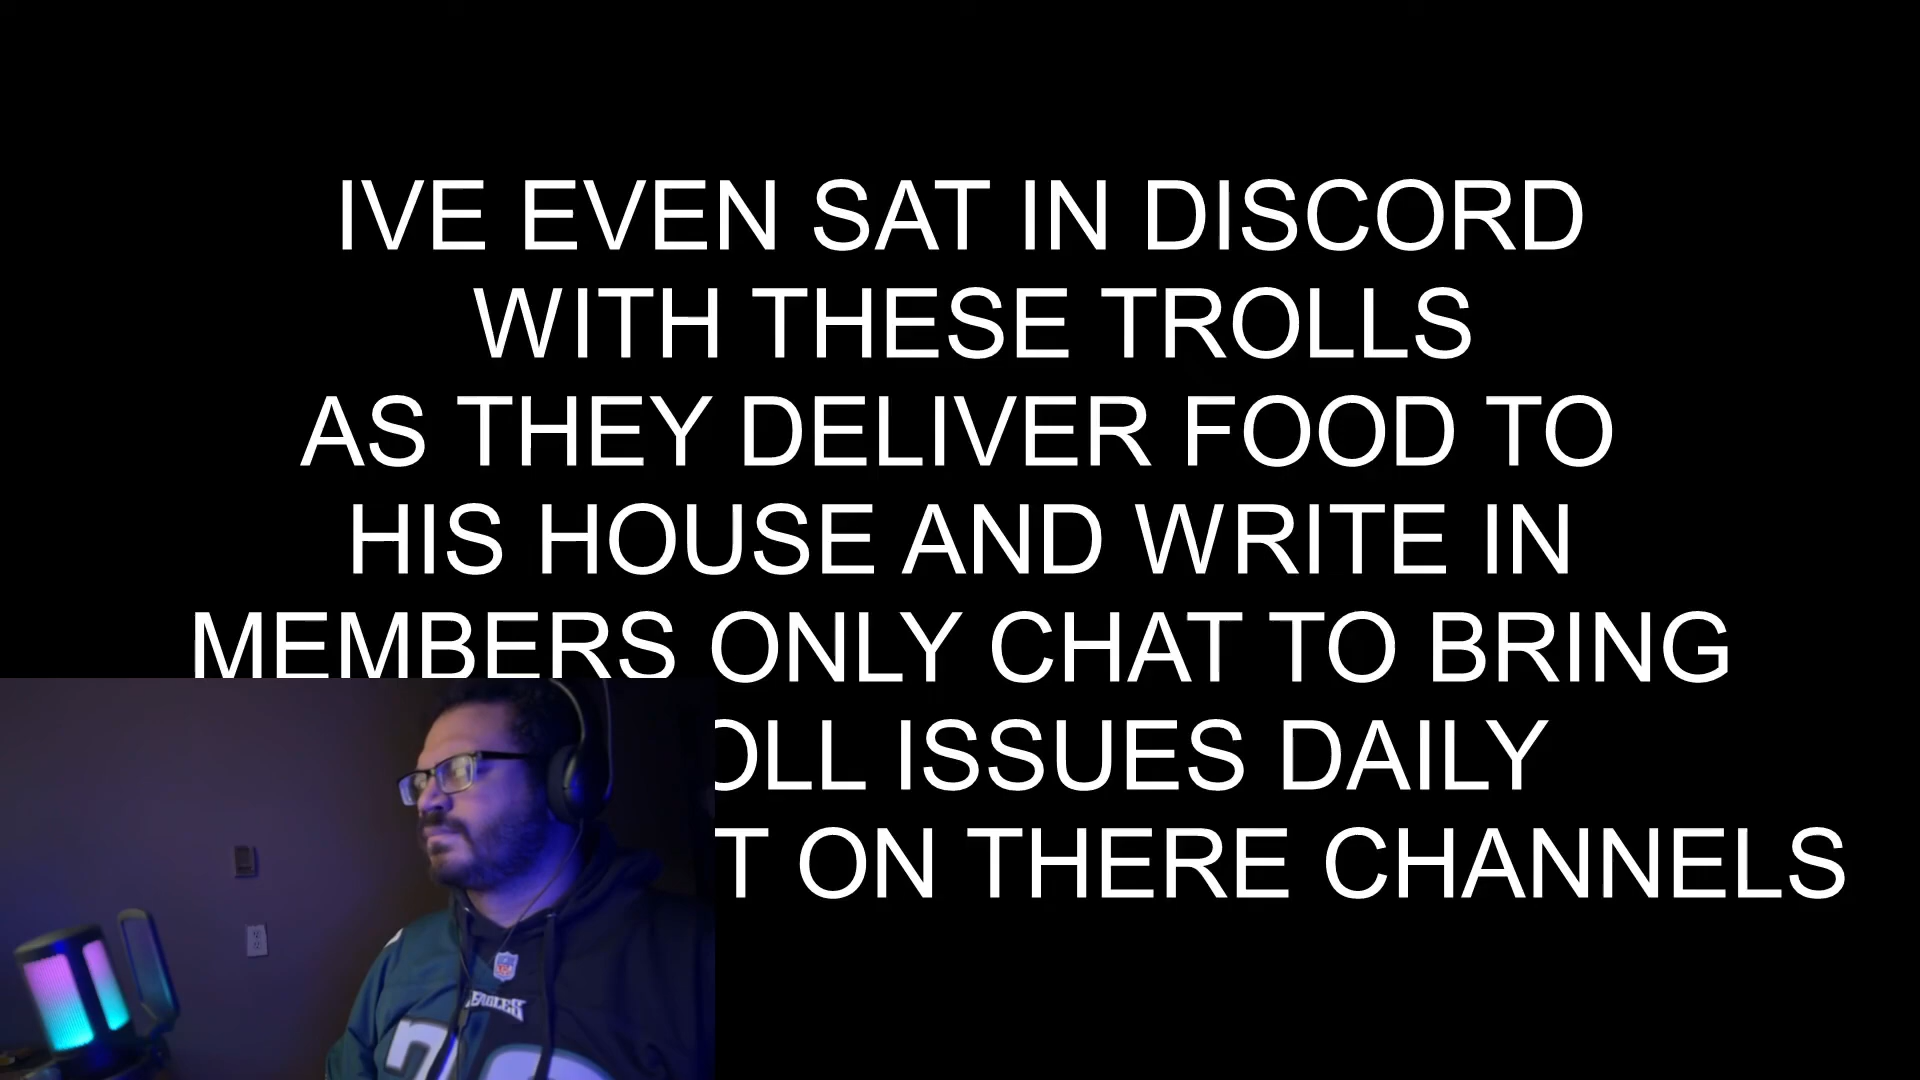 IVE EVEN SAT IN DISCORD
WITH THESE TROLLS
AS THEY DELIVER FOOD TO
HIS HOUSE AND WRITE IN
MEMBERS ONLY CHAT TO BRING
ISSUES DAILY
ON THERE CHANNELS
EAGLES